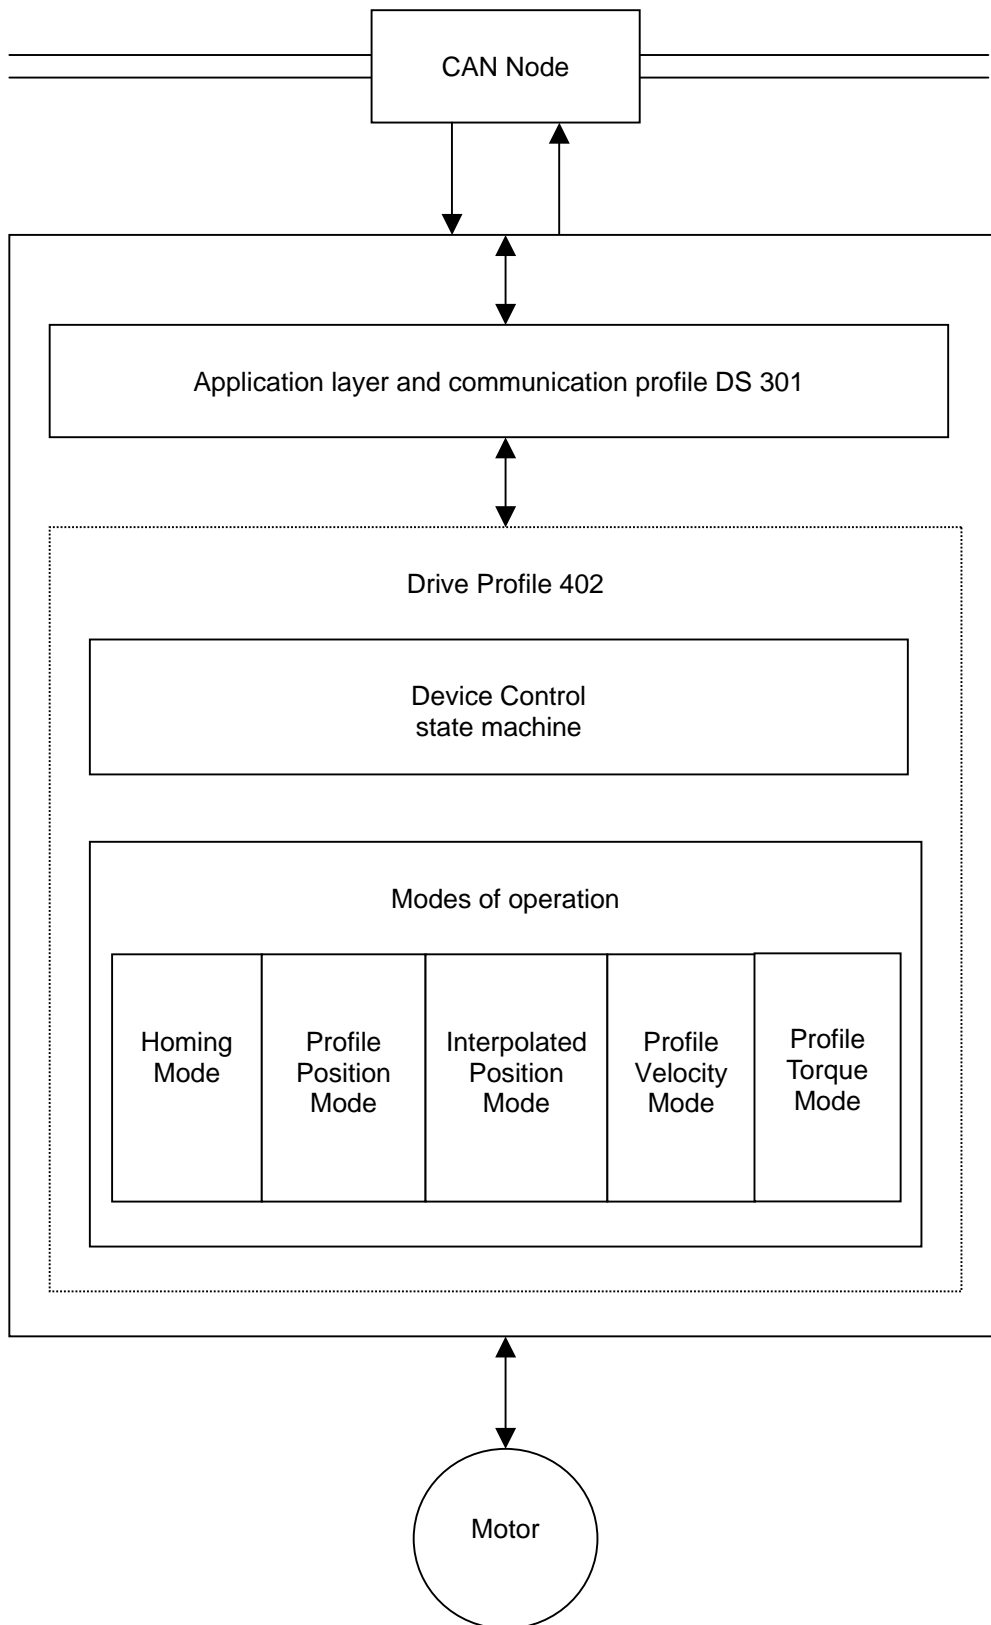 CAN Node
Application layer and communication profile DS 301
Drive Profile 402
Device Control
state machine
Modes of operation
Homing
Mode
Profile
Position
Mode
Interpolated
Position
Mode
Profile
Velocity
Mode
Profile
Torque
Mode
Motor